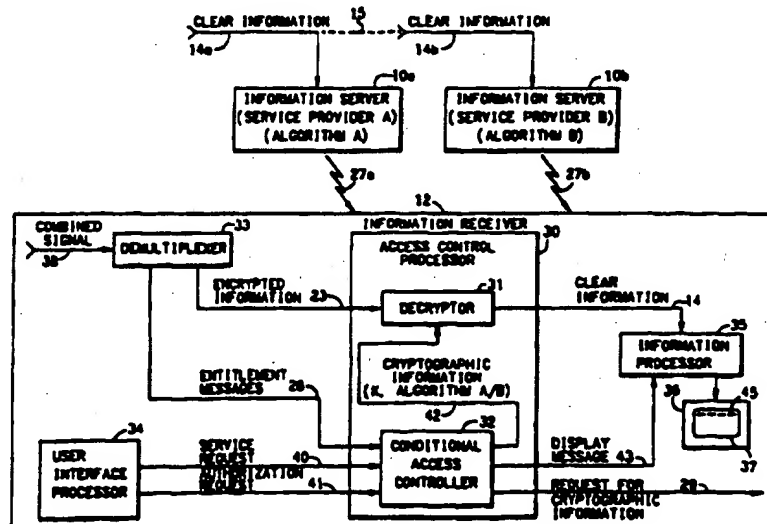 CLEAR INFORMATION
15
CLEAR INFORMATION
14a
14b
10a
10b
INFORMATION SERVER
(SERVICE PROVIDER A)
(ALGORITHM A)
INFORMATION SERVER
(SERVICE PROVIDER B)
(ALGORITHM B)
27a
27b
12
COMBINED
SIGNAL
38
33
DEMULTIPLEXER
INFORMATION RECEIVER
30
ACCESS CONTROL
PROCESSOR
ENCRYPTED
INFORMATION
23
31
DECRYPTOR
CLEAR
INFORMATION
14
35
INFORMATION
PROCESSOR
ENTITLEMENT
MESSAGES
28
CRYPTOGRAPHIC
INFORMATION
(K, ALGORITHM A/B)
42
36
45
37
34
USER
INTERFACE
PROCESSOR
SERVICE
REQUEST
40
AUTHORIZATION
REQUEST
41
32
CONDITIONAL
ACCESS
CONTROLLER
DISPLAY
MESSAGE
43
REQUEST FOR
CRYPTOGRAPHIC
INFORMATION
29